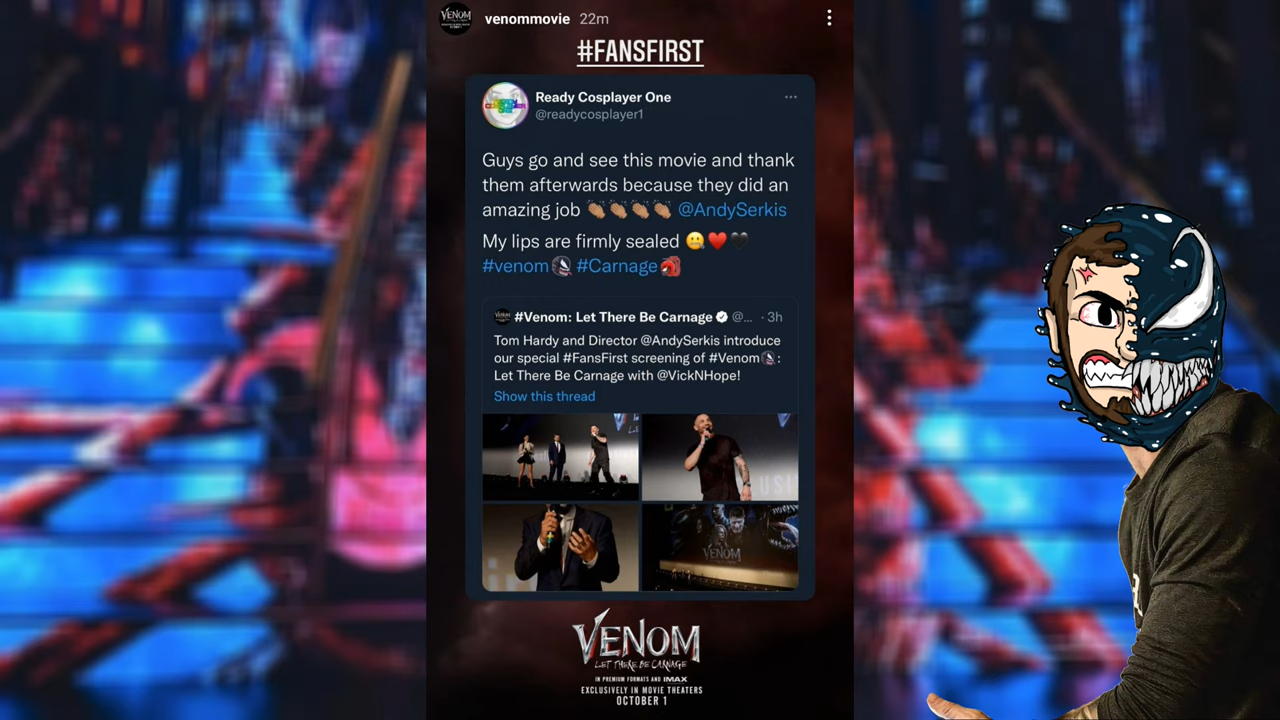 venommovie 22m
#FANSFIRST
Ready Cosplayer One
@readycosplayer1
Guys go and see this movie and thank
them afterwards because they did an
amazing job 👏🏽👏🏽👏🏽👏🏽 @AndySerkis
My lips are firmly sealed 🤐❤️🖤
#venom #Carnage
#Venom: Let There Be Carnage @... · 3h
Tom Hardy and Director @AndySerkis introduce
our special #FansFirst screening of #Venom:
Let There Be Carnage with @VickNHope!
Show this thread
VENOM
VENOM
LET THERE BE CARNAGE
IN PREMIUM FORMATS AND IMAX
EXCLUSIVELY IN MOVIE THEATERS
OCTOBER 1